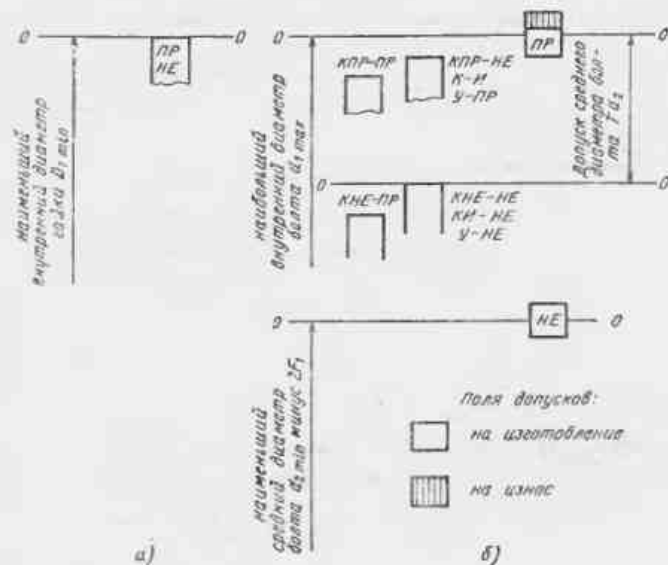 0
0
ПР
НЕ
наименьший
внутренний диаметр
гайки D1 min
а)
0
0
ПР
КПР-ПР
КПР-НЕ
К-И
У-ПР
наибольший
внутренний диаметр
болта d1 max
Допуск среднего
диаметра бол-
та Td2
0
КНЕ-ПР
КНЕ-НЕ
КИ-НЕ
У-НЕ
0
НЕ
0
наименьший
средний диаметр
болта d2 min минус 2F1
Поля допусков:
на изготовление
на износ
б)